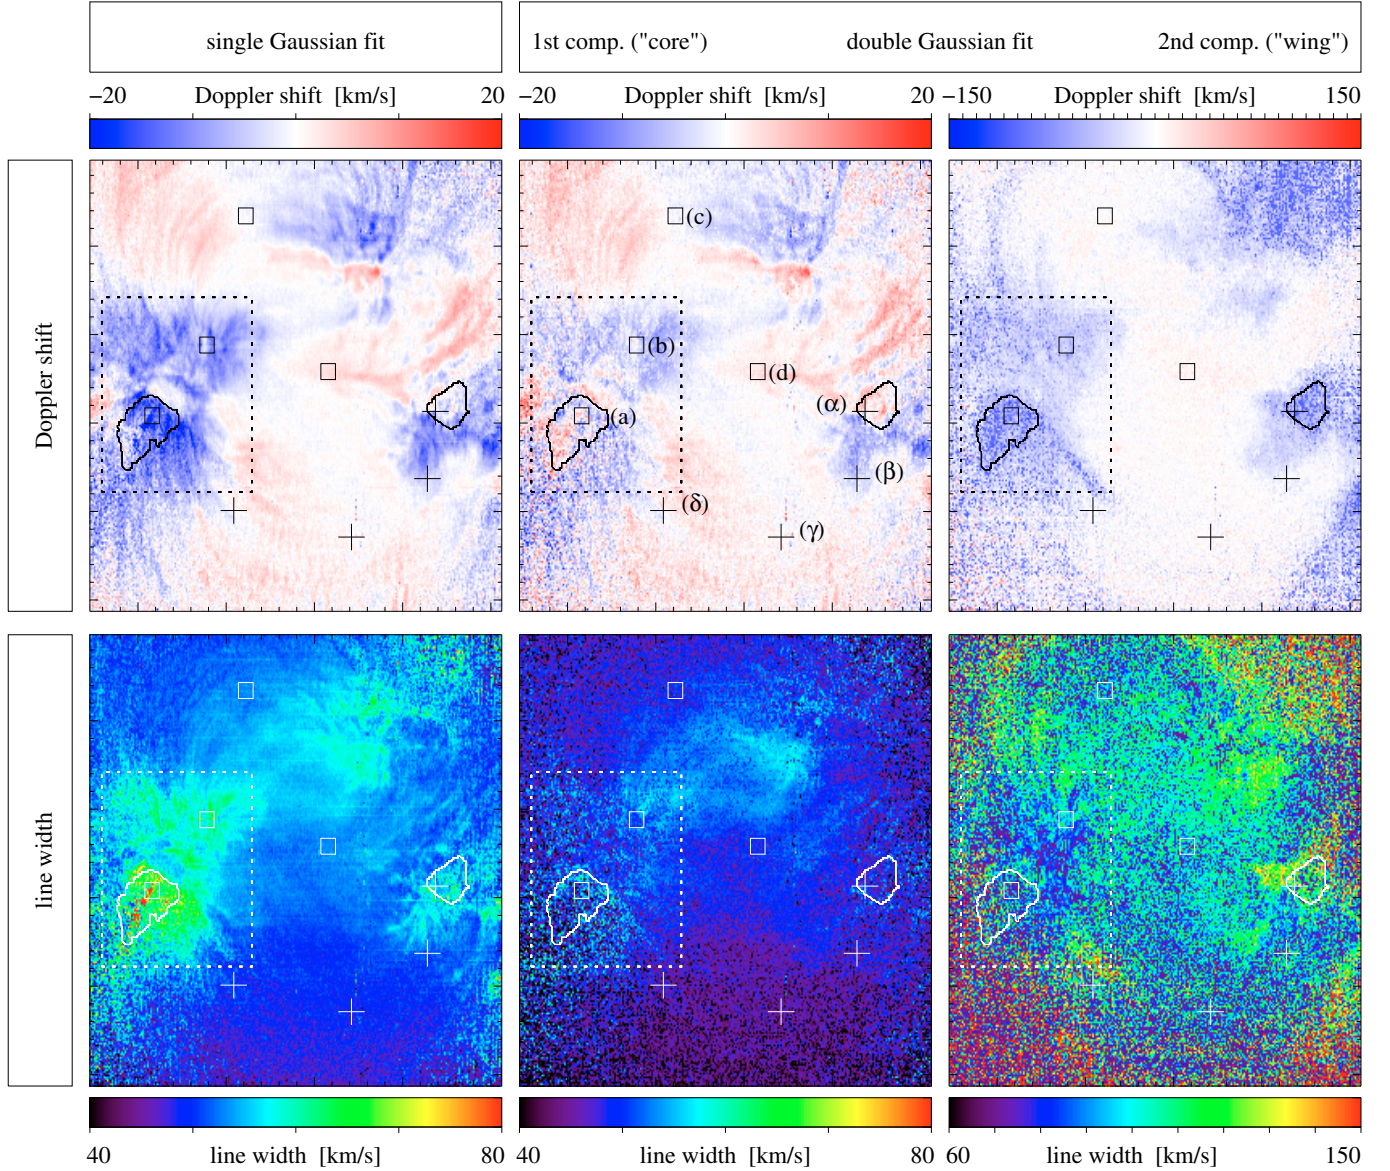 single Gaussian fit
1st comp. ("core")
double Gaussian fit
2nd comp. ("wing")
−20 Doppler shift [km/s] 20
−20 Doppler shift [km/s] 20
−150 Doppler shift [km/s] 150
Doppler shift
(c)
(b)
(d)
(α)
(a)
(β)
(δ)
(γ)
line width
40 line width [km/s] 80
40 line width [km/s] 80
60 line width [km/s] 150